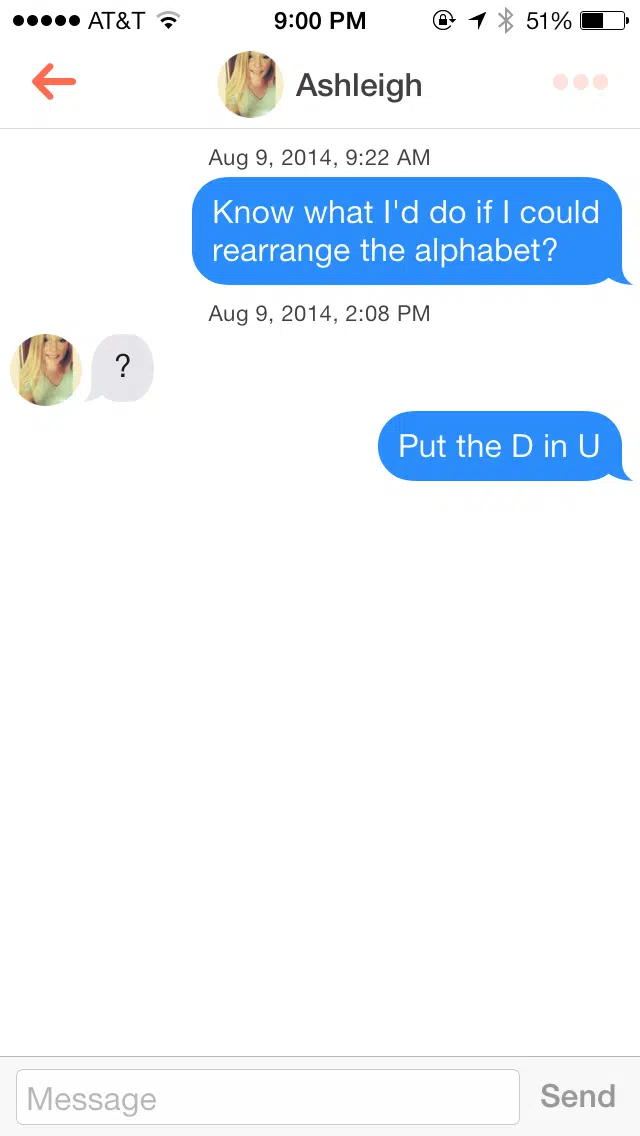 AT&T 9:00 PM 51%
Ashleigh
Aug 9, 2014, 9:22 AM
Know what I'd do if I could
rearrange the alphabet?
Aug 9, 2014, 2:08 PM
?
Put the D in U
Message Send